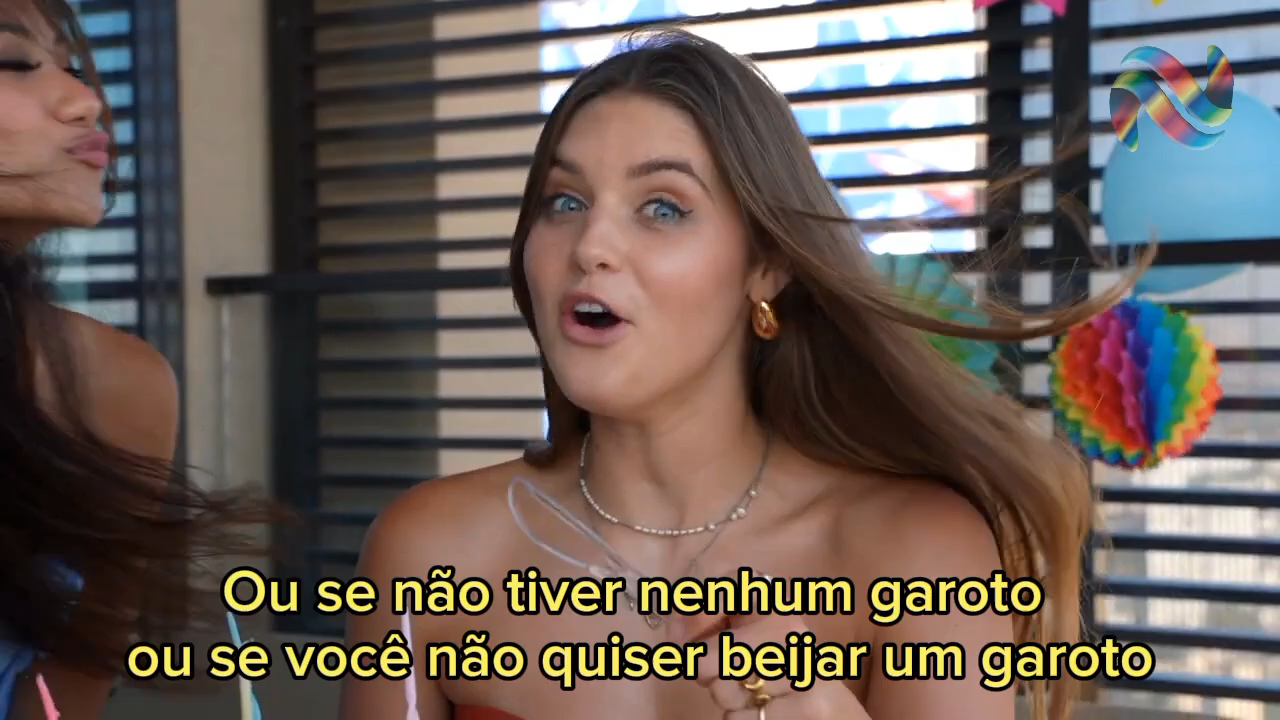 Ou se não tiver nenhum garoto
ou se você não quiser beijar um garoto